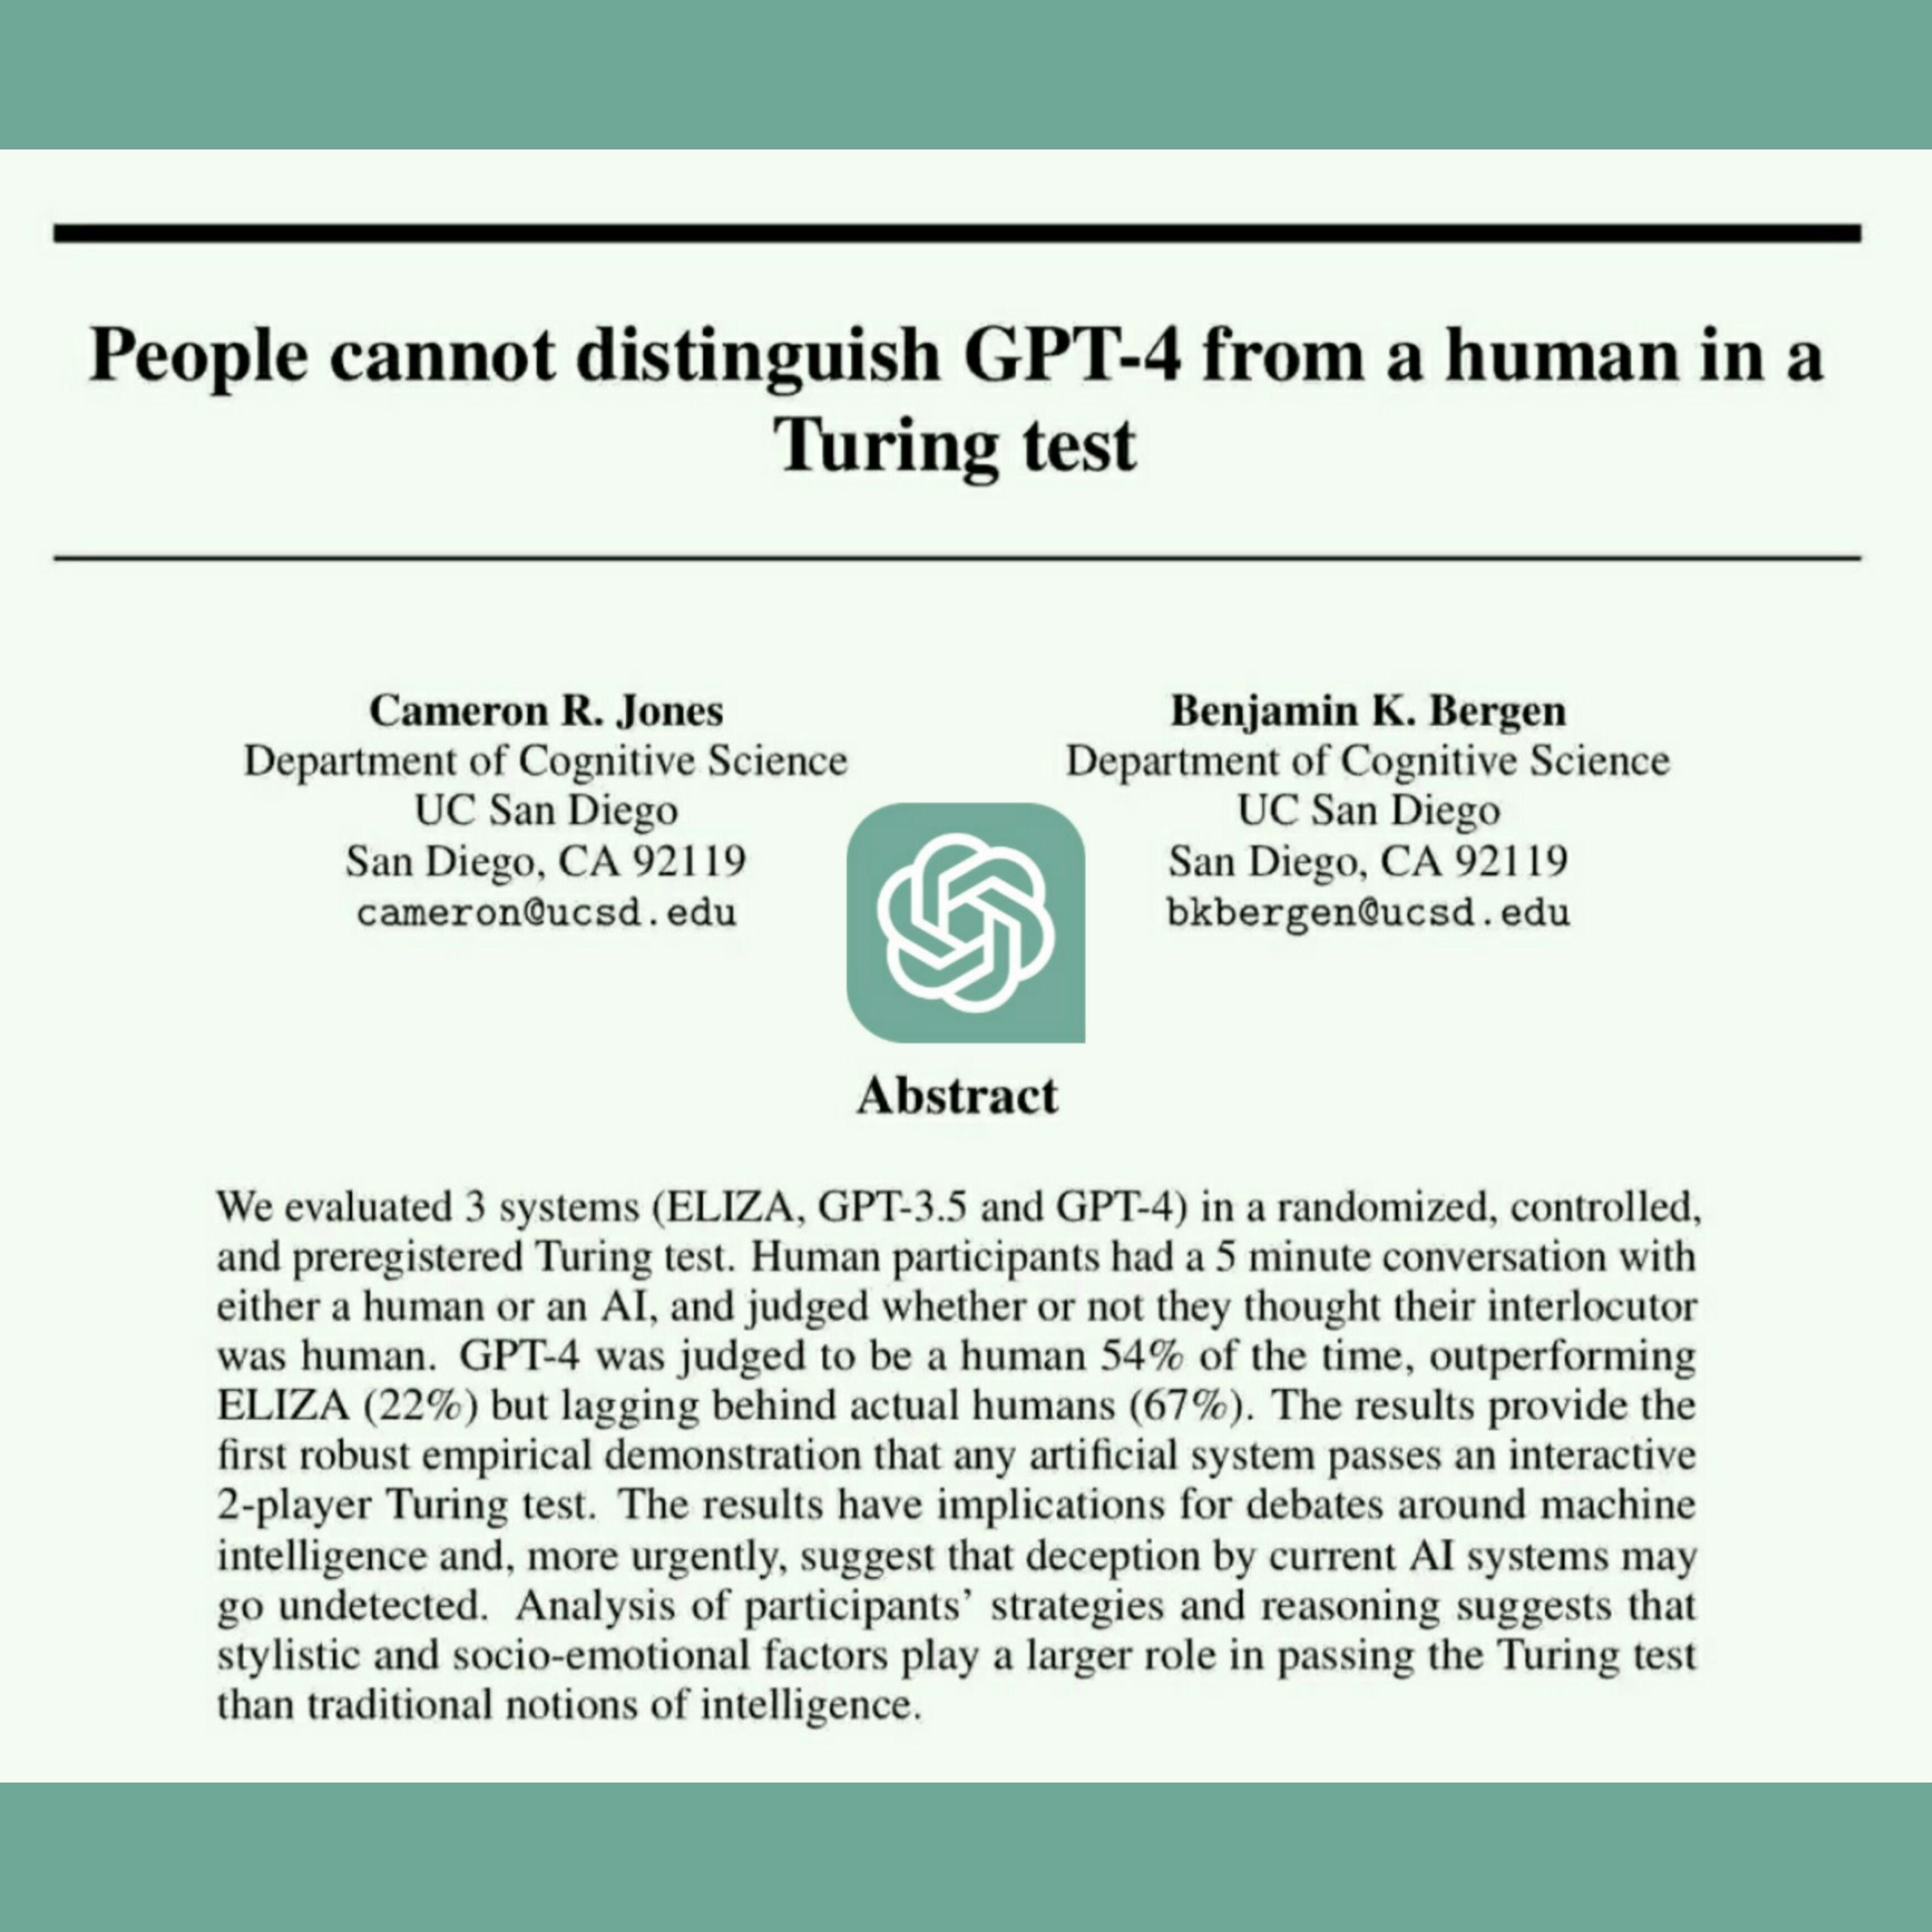 People cannot distinguish GPT-4 from a human in a
Turing test
Cameron R. Jones
Department of Cognitive Science
UC San Diego
San Diego, CA 92119
cameron@ucsd.edu
Benjamin K. Bergen
Department of Cognitive Science
UC San Diego
San Diego, CA 92119
bkbergen@ucsd.edu
Abstract
We evaluated 3 systems (ELIZA, GPT-3.5 and GPT-4) in a randomized, controlled,
and preregistered Turing test. Human participants had a 5 minute conversation with
either a human or an AI, and judged whether or not they thought their interlocutor
was human. GPT-4 was judged to be a human 54% of the time, outperforming
ELIZA (22%) but lagging behind actual humans (67%). The results provide the
first robust empirical demonstration that any artificial system passes an interactive
2-player Turing test. The results have implications for debates around machine
intelligence and, more urgently, suggest that deception by current AI systems may
go undetected. Analysis of participants’ strategies and reasoning suggests that
stylistic and socio-emotional factors play a larger role in passing the Turing test
than traditional notions of intelligence.